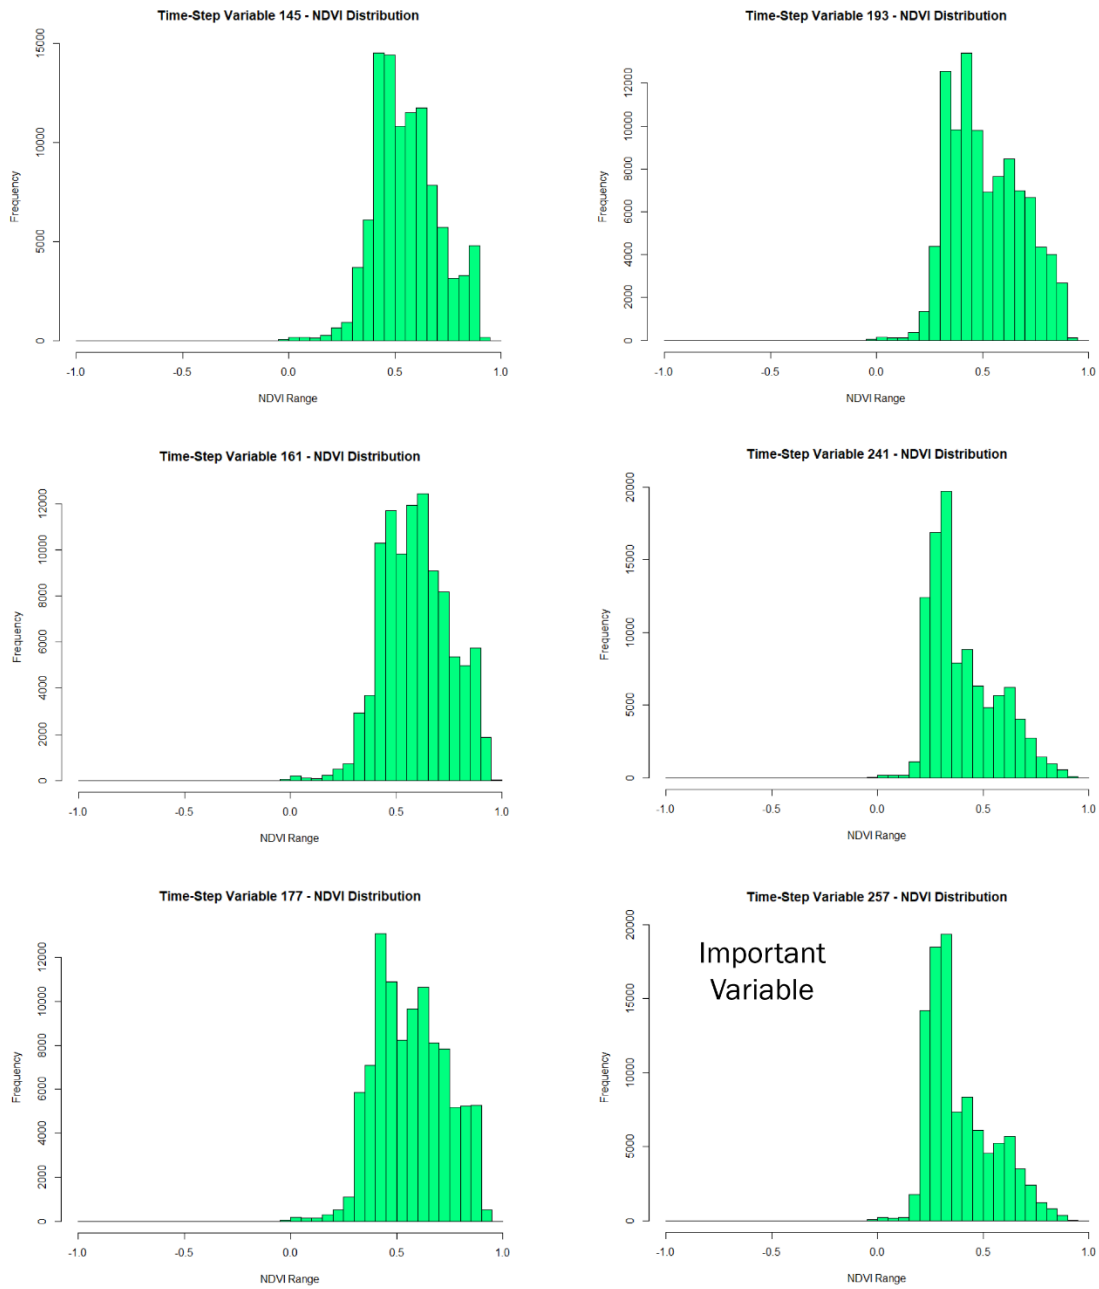 Time-Step Variable 145 - NDVI Distribution
Frequency
15000
10000
5000
0
-1.0 -0.5 0.0 0.5 1.0
NDVI Range
Time-Step Variable 193 - NDVI Distribution
Frequency
12000
10000
8000
6000
4000
2000
0
-1.0 -0.5 0.0 0.5 1.0
NDVI Range
Time-Step Variable 161 - NDVI Distribution
Frequency
12000
10000
8000
6000
4000
2000
0
-1.0 -0.5 0.0 0.5 1.0
NDVI Range
Time-Step Variable 241 - NDVI Distribution
Frequency
20000
15000
10000
5000
0
-1.0 -0.5 0.0 0.5 1.0
NDVI Range
Time-Step Variable 177 - NDVI Distribution
Frequency
12000
10000
8000
6000
4000
2000
0
-1.0 -0.5 0.0 0.5 1.0
NDVI Range
Time-Step Variable 257 - NDVI Distribution
Important
Variable
Frequency
20000
15000
10000
5000
0
-1.0 -0.5 0.0 0.5 1.0
NDVI Range